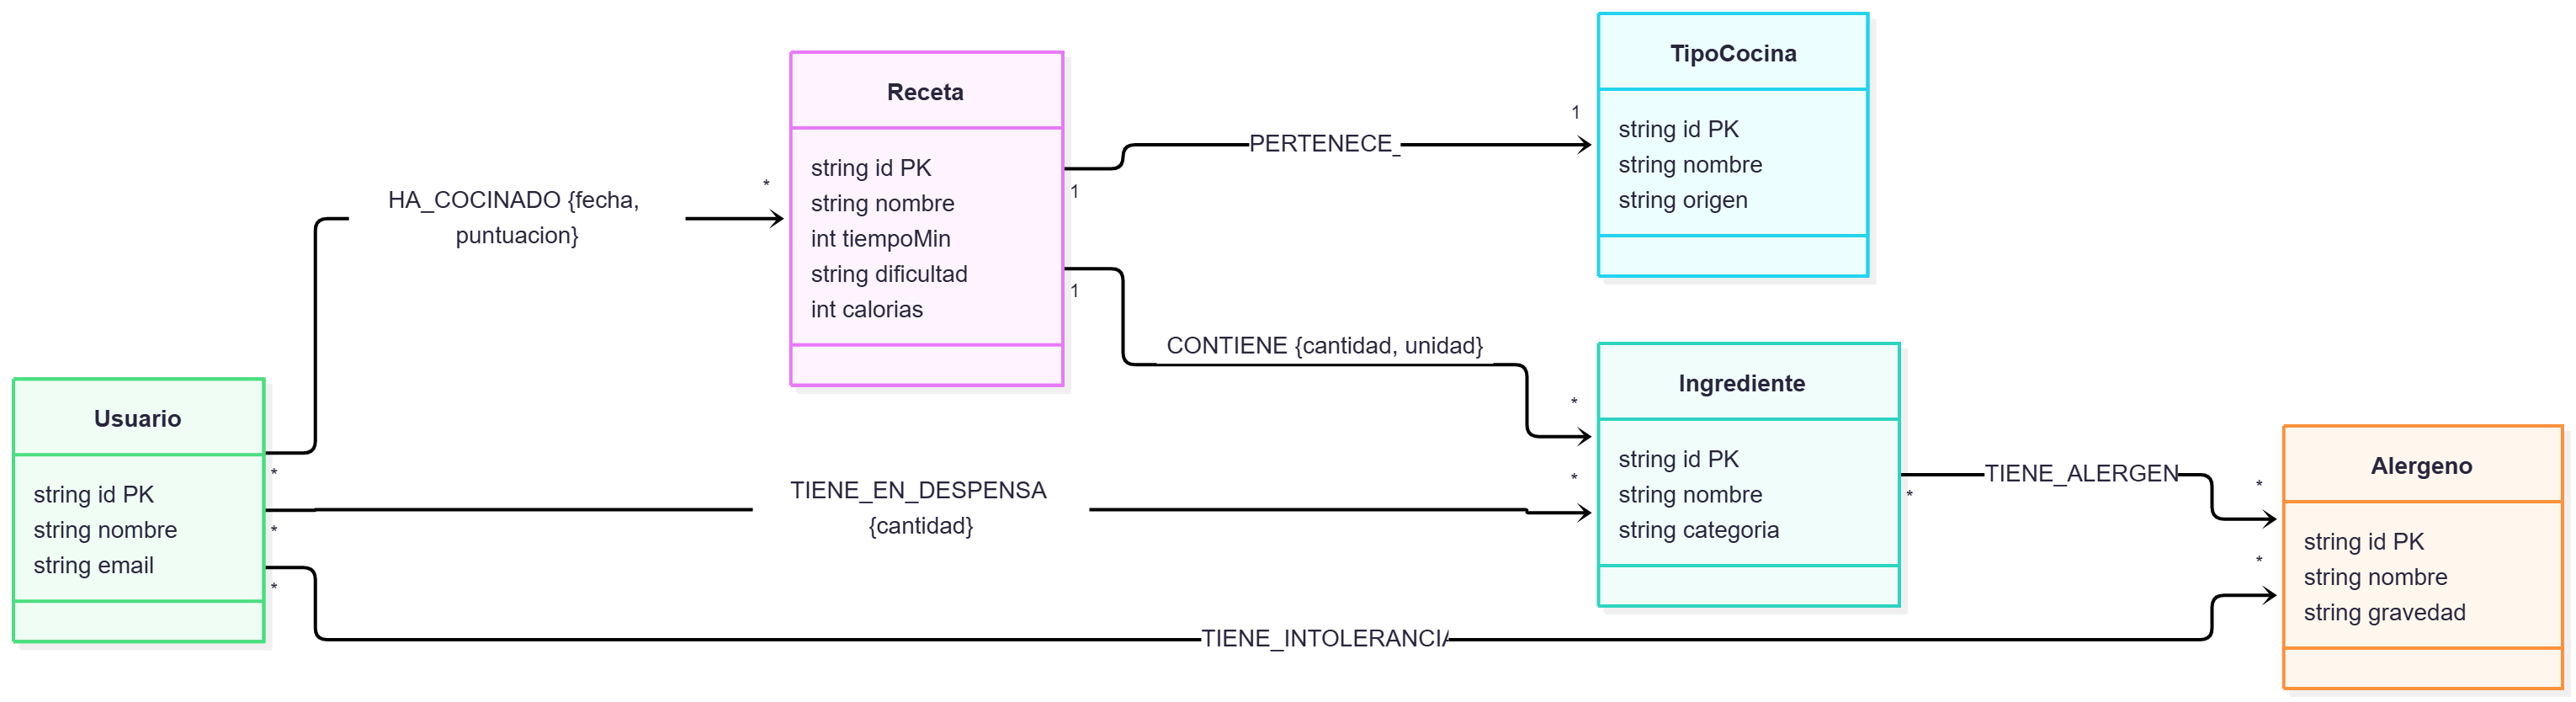 TipoCocina
string id PK
string nombre
string origen
1
PERTENECE_
1
Receta
string id PK
string nombre
int tiempoMin
string dificultad
int calorias
1
HA_COCINADO {fecha,
puntuacion}
*
*
CONTIENE {cantidad, unidad}
*
Ingrediente
string id PK
string nombre
string categoria
*
Usuario
string id PK
string nombre
string email
*
TIENE_EN_DESPENSA
{cantidad}
*
TIENE_ALERGEN
*
Alergeno
string id PK
string nombre
string gravedad
*
TIENE_INTOLERANCIA
*